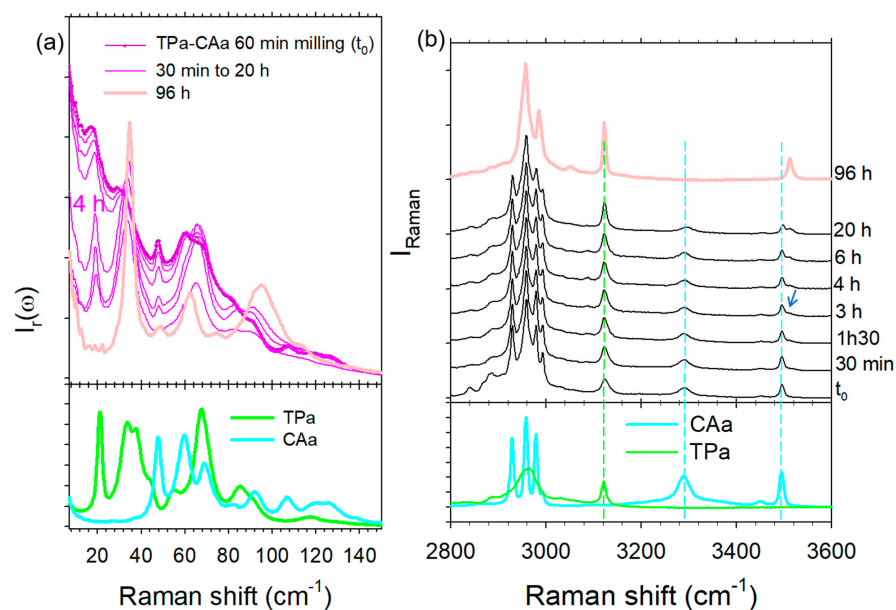 (a)
TPa-CAa 60 min milling (t0)
30 min to 20 h
96 h
4 h
Ir(ω)
TPa
CAa
20 40 60 80 100 120 140
Raman shift (cm-1)
(b)
96 h
20 h
6 h
4 h
3 h
1h30
30 min
t0
IRaman
CAa
TPa
2800 3000 3200 3400 3600
Raman shift (cm-1)